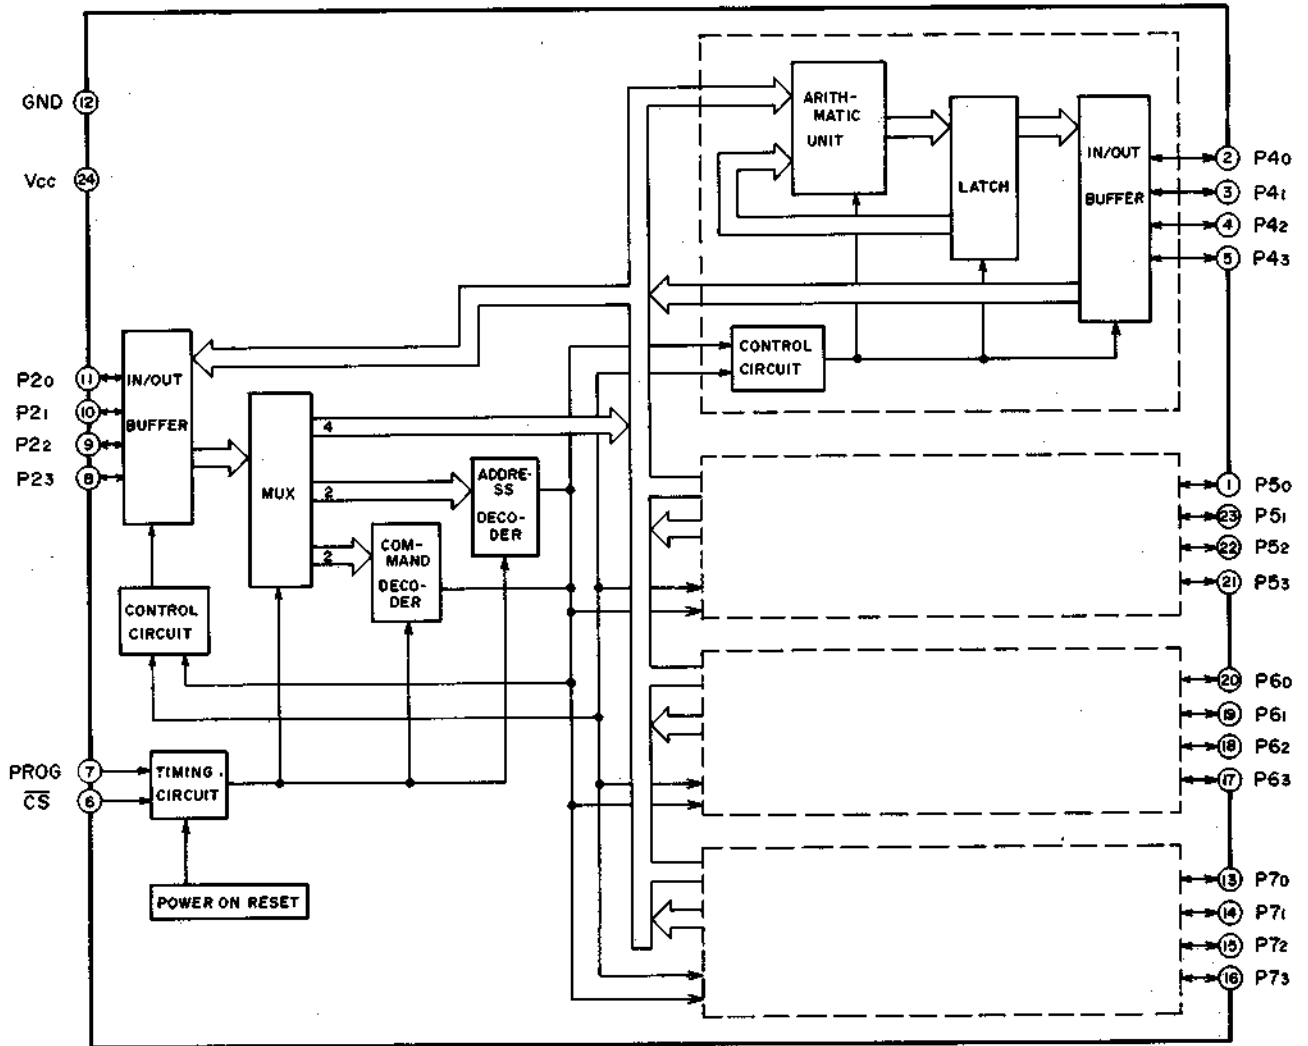 GND 12
Vcc 24
P20 11
P21 10
P22 9
P23 8
PROG 7
CS 6
IN/OUT
BUFFER
CONTROL
CIRCUIT
TIMING
CIRCUIT
POWER ON RESET
MUX
4
2
2
ADDRE-
SS
DECO-
DER
COM-
MAND
DECO-
DER
ARITH-
MATIC
UNIT
LATCH
IN/OUT
BUFFER
CONTROL
CIRCUIT
2 P40
3 P41
4 P42
5 P43
1 P50
23 P51
22 P52
21 P53
20 P60
19 P61
18 P62
17 P63
13 P70
14 P71
15 P72
16 P73